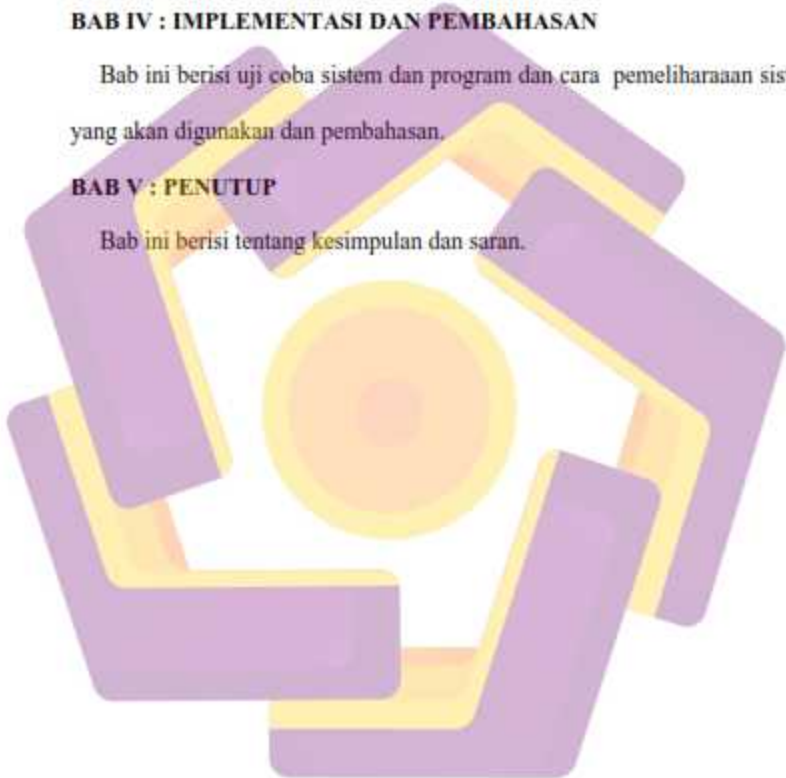 BAB IV : IMPLEMENTASI DAN PEMBAHASAN
Bab ini berisi uji coba sistem dan program dan cara pemeliharaaan sis
yang akan digunakan dan pembahasan.
BAB V : PENUTUP
Bab ini berisi tentang kesimpulan dan saran.